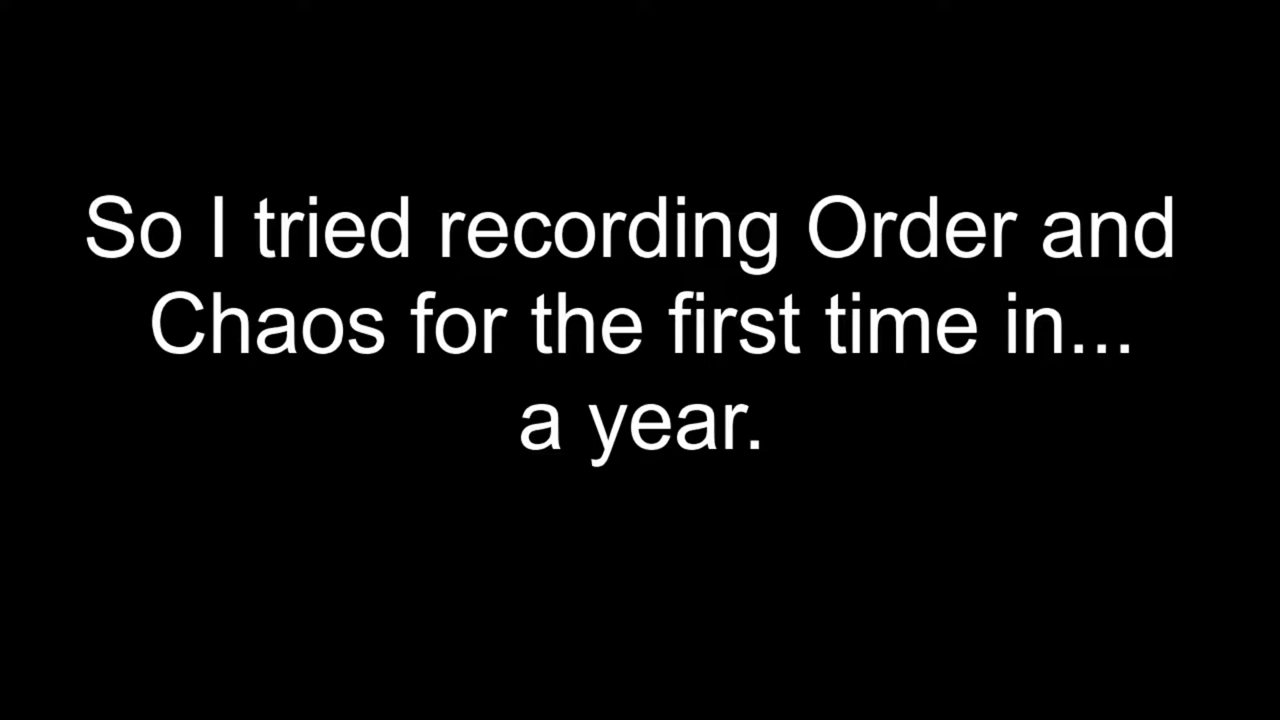 So I tried recording Order and
Chaos for the first time in...
a year.